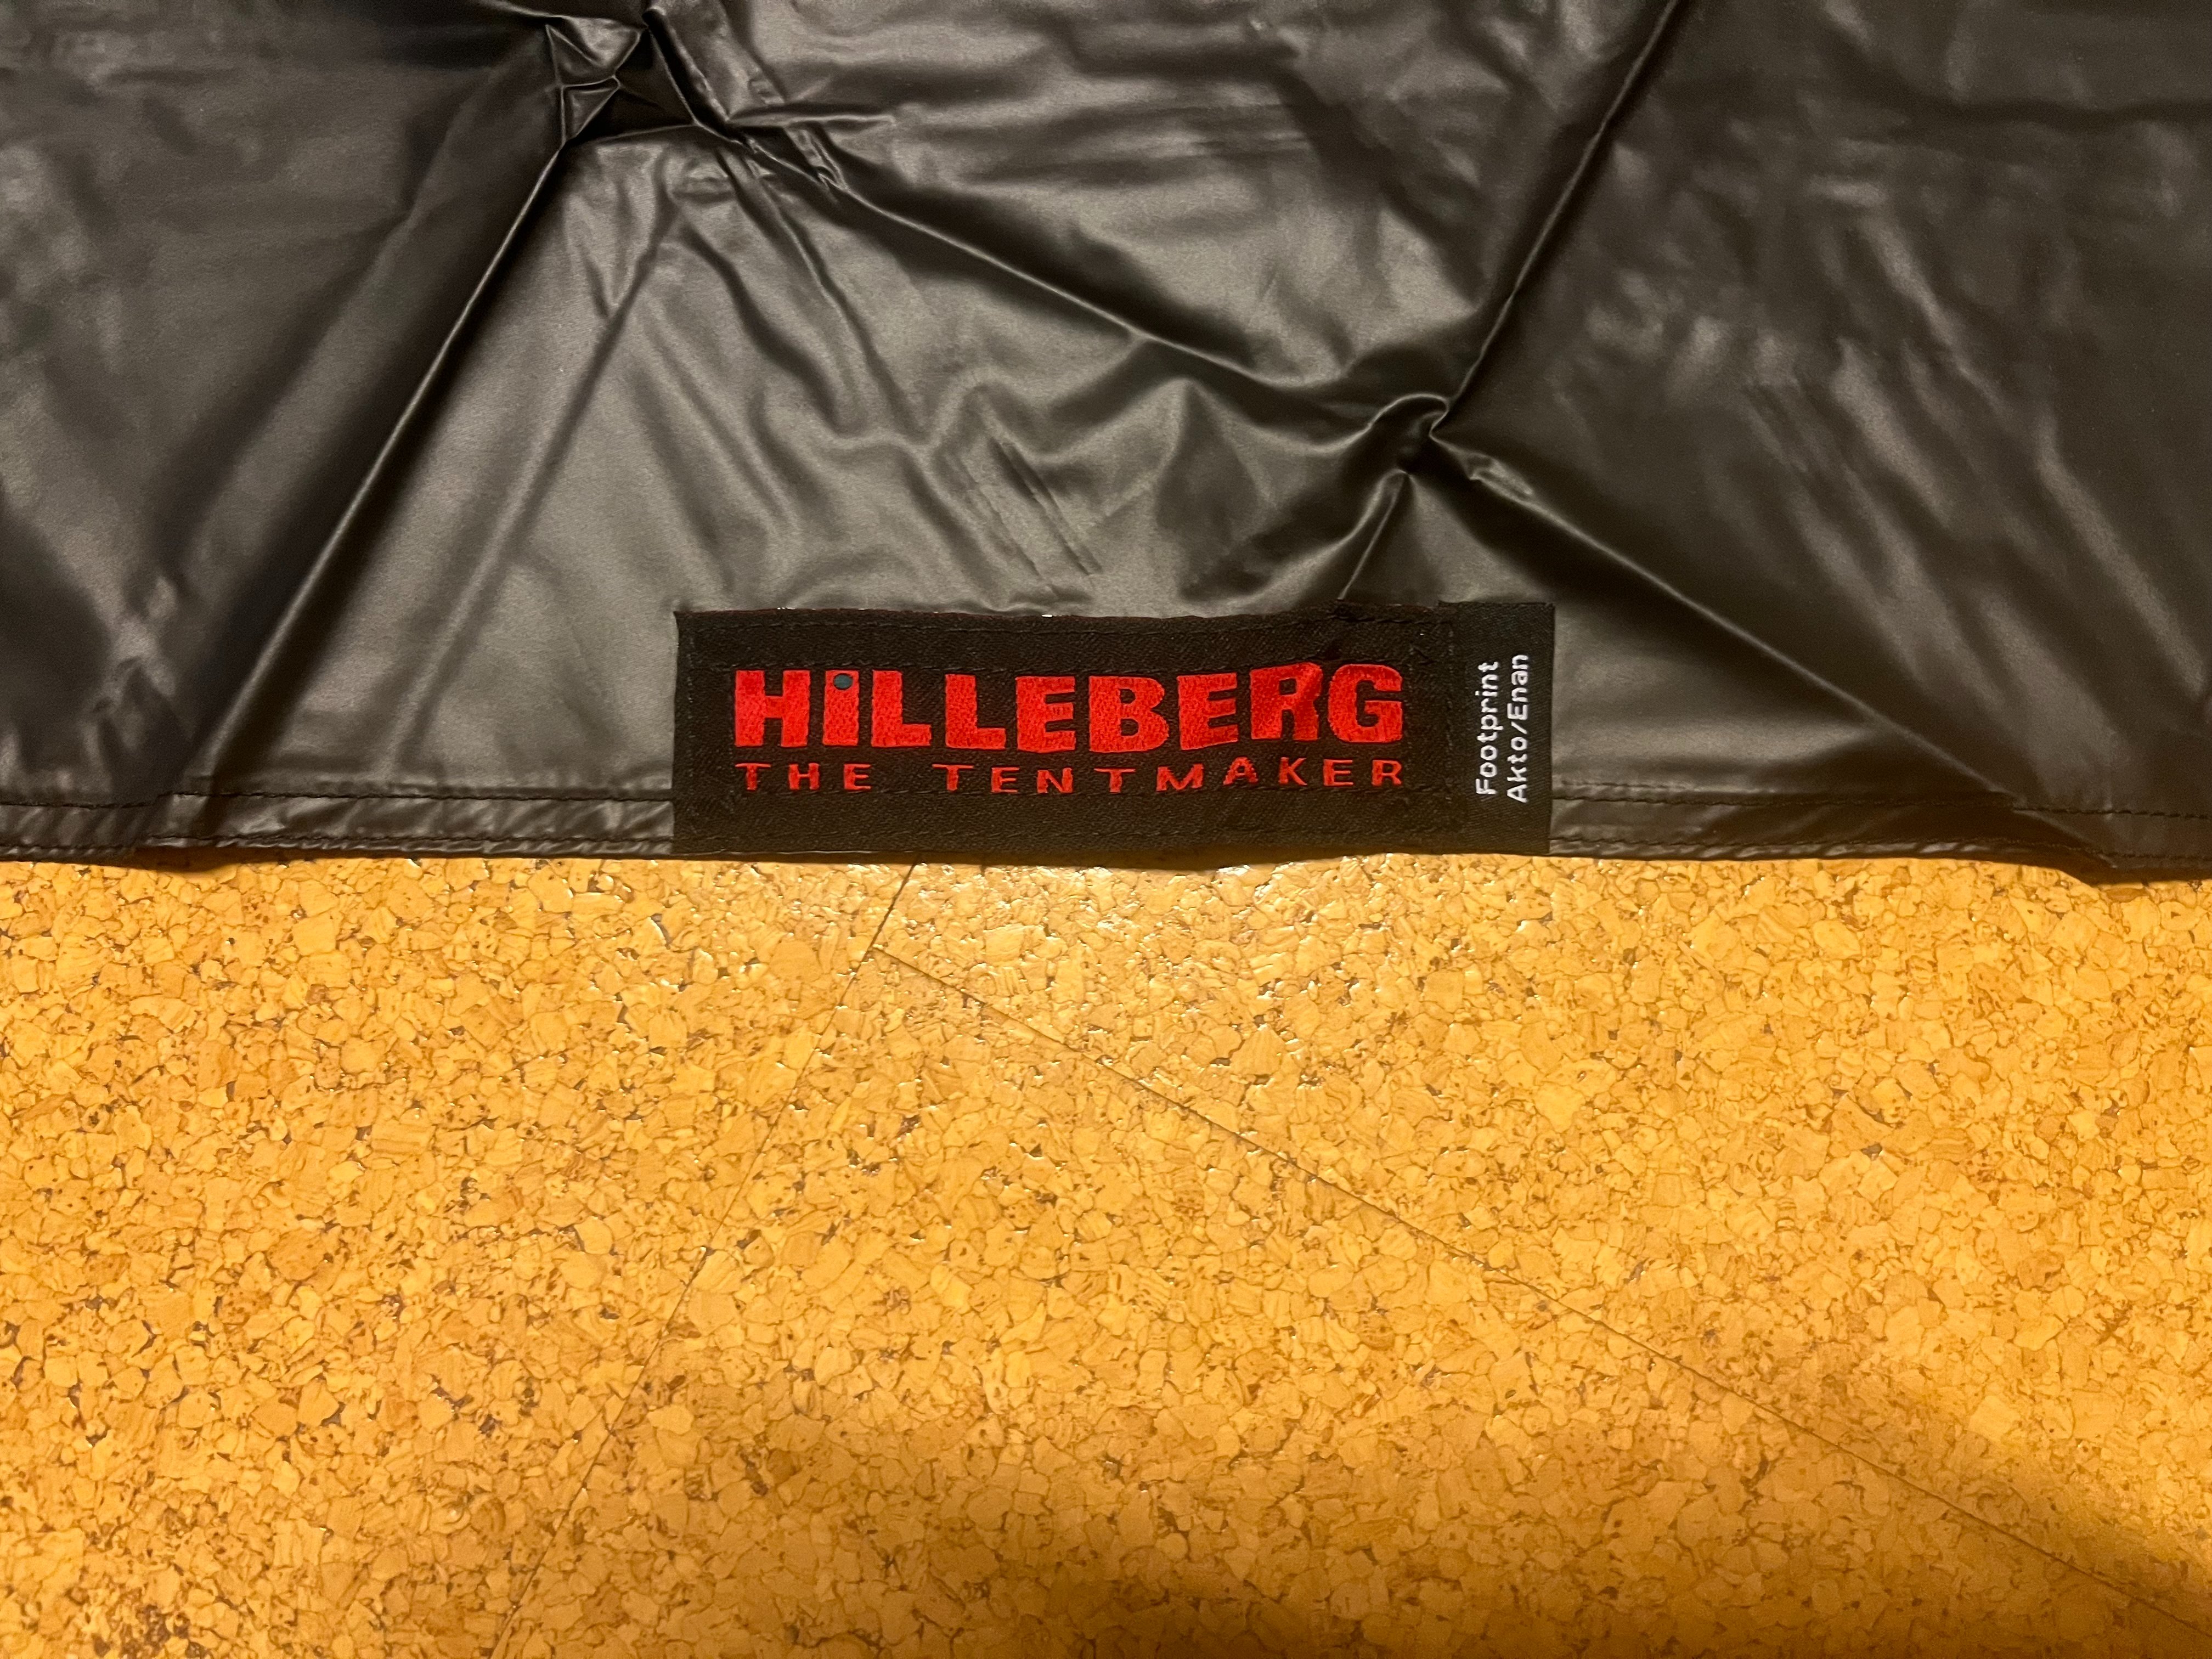 HiLLEBERG
THE TENTMAKER
Footprint
Akto/Enan